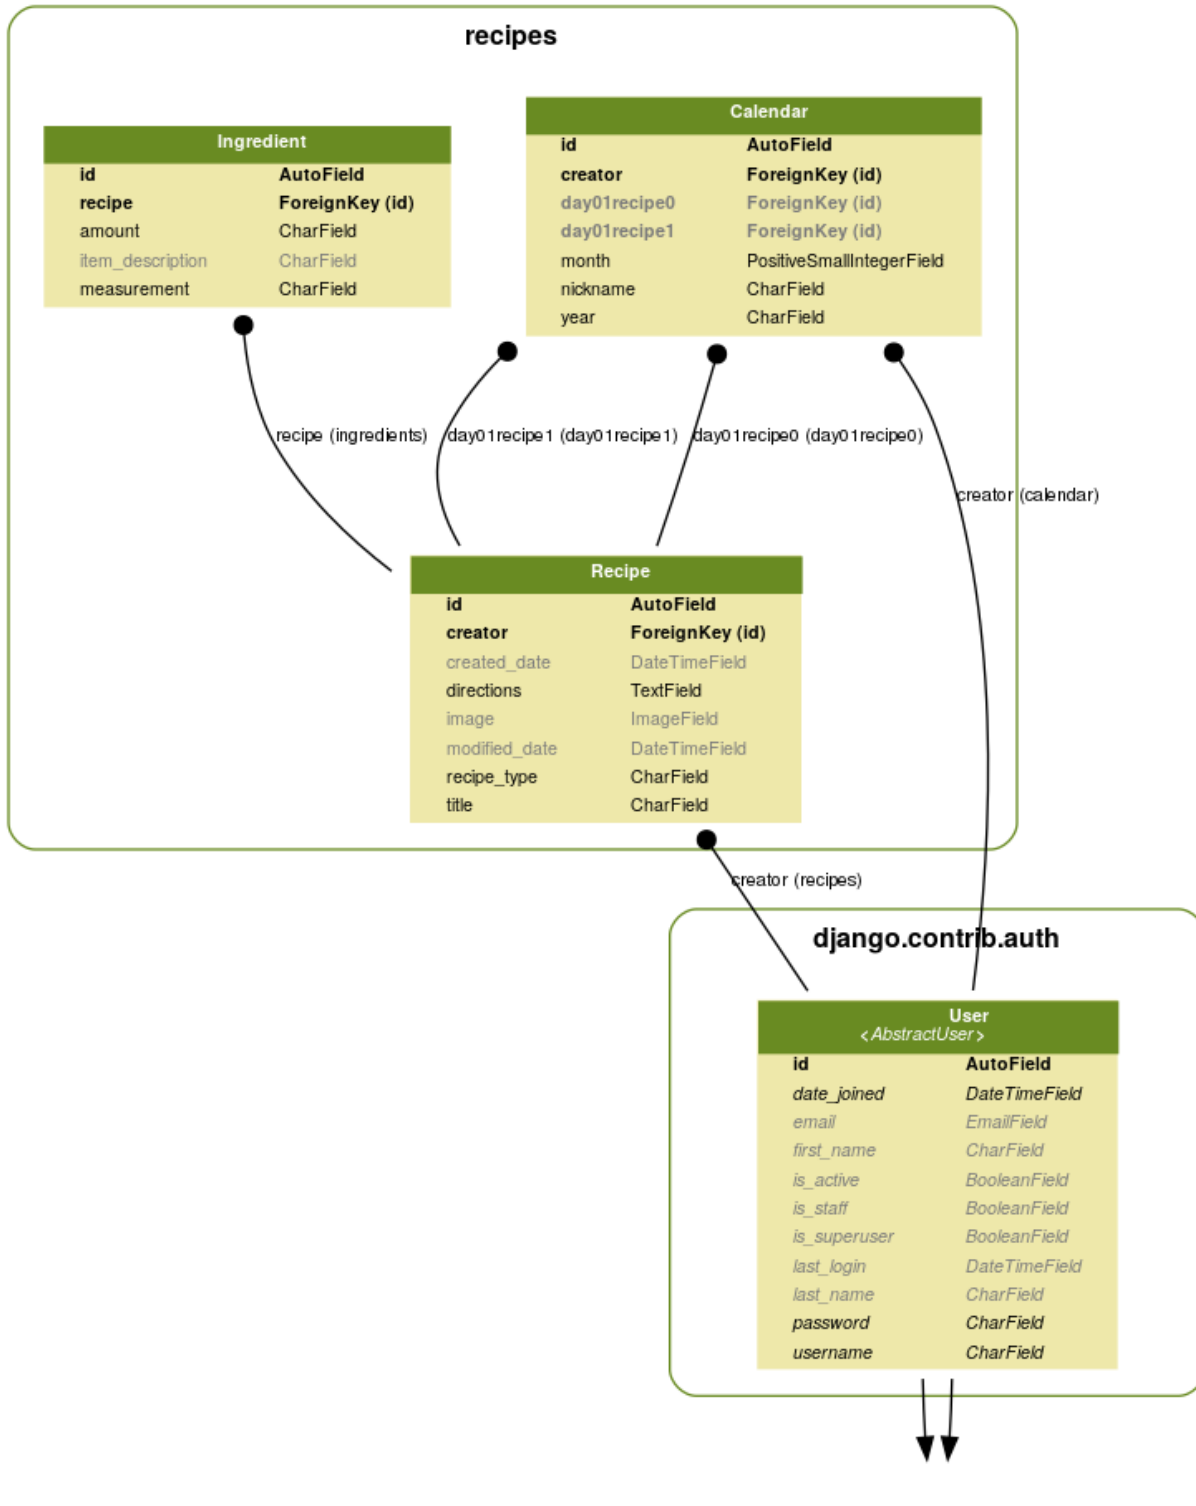 recipes
Ingredient
id AutoField
recipe ForeignKey (id)
amount CharField
item_description CharField
measurement CharField
Calendar
id AutoField
creator ForeignKey (id)
day01recipe0 ForeignKey (id)
day01recipe1 ForeignKey (id)
month PositiveSmallIntegerField
nickname CharField
year CharField
recipe (ingredients)
day01recipe1 (day01recipe1)
day01recipe0 (day01recipe0)
creator (calendar)
Recipe
id AutoField
creator ForeignKey (id)
created_date DateTimeField
directions TextField
image ImageField
modified_date DateTimeField
recipe_type CharField
title CharField
creator (recipes)
django.contrib.auth
User
<AbstractUser>
id AutoField
date_joined DateTimeField
email EmailField
first_name CharField
is_active BooleanField
is_staff BooleanField
is_superuser BooleanField
last_login DateTimeField
last_name CharField
password CharField
username CharField